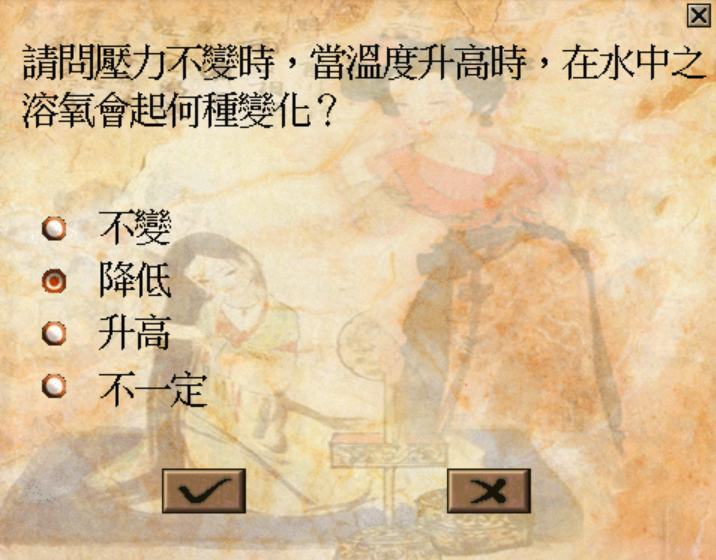 請問壓力不變時，當溫度升高時，在水中之
溶氧會起何種變化？
不變
降低
升高
不一定